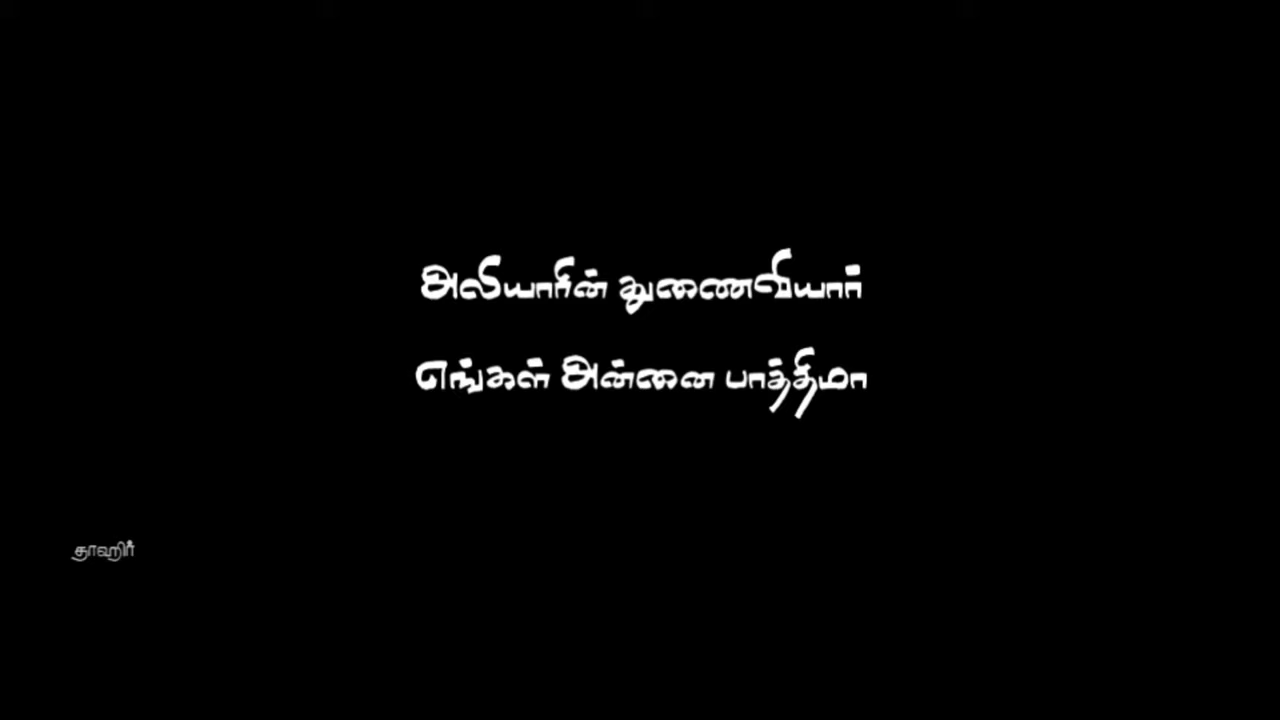 அலியாரின் துணைவியார்
எங்கள் அன்னை பாத்திமா
தாஹிர்